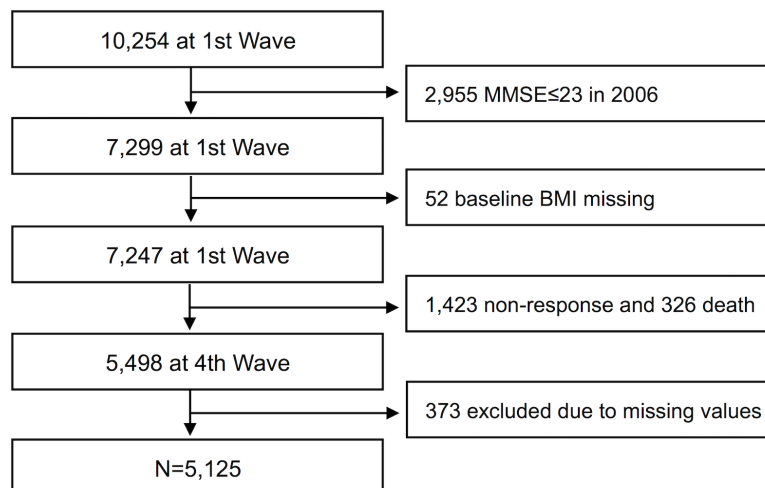 10,254 at 1st Wave
2,955 MMSE≤23 in 2006
7,299 at 1st Wave
52 baseline BMI missing
7,247 at 1st Wave
1,423 non-response and 326 death
5,498 at 4th Wave
373 excluded due to missing values
N=5,125